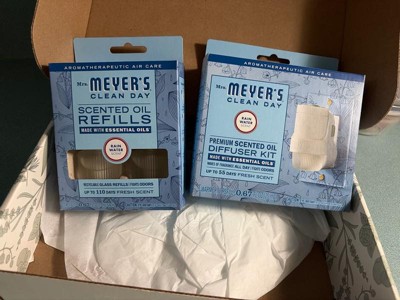 AROMATHERAPEUTIC AIR CARE
Mrs.
MEYER'S
CLEAN DAY
SCENTED OIL
REFILLS
MADE WITH ESSENTIAL OILS
RAIN
WATER
UP TO 110 DAYS FRESH SCENT
AROMATHERAPEUTIC AIR CARE
Mrs.
MEYER'S
CLEAN DAY
RAIN
WATER
PREMIUM SCENTED OIL
DIFFUSER KIT
MADE WITH ESSENTIAL OILS
UP TO 55 DAYS FRESH SCENT
0.67